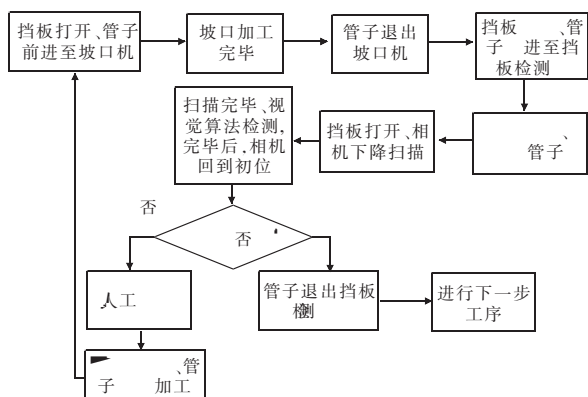 挡板打开、管子
前进至坡口机
坡口加工
完毕
管子退出
坡口机
挡板 、管
子 进至挡
板检测
扫描完毕、视
觉算法检测,
完毕后,相机
回到初位
挡板打开、相
机下降扫描
、
管子
否
否
人工
管子退出挡板
检测
进行下一步
工序
、管
子 加工